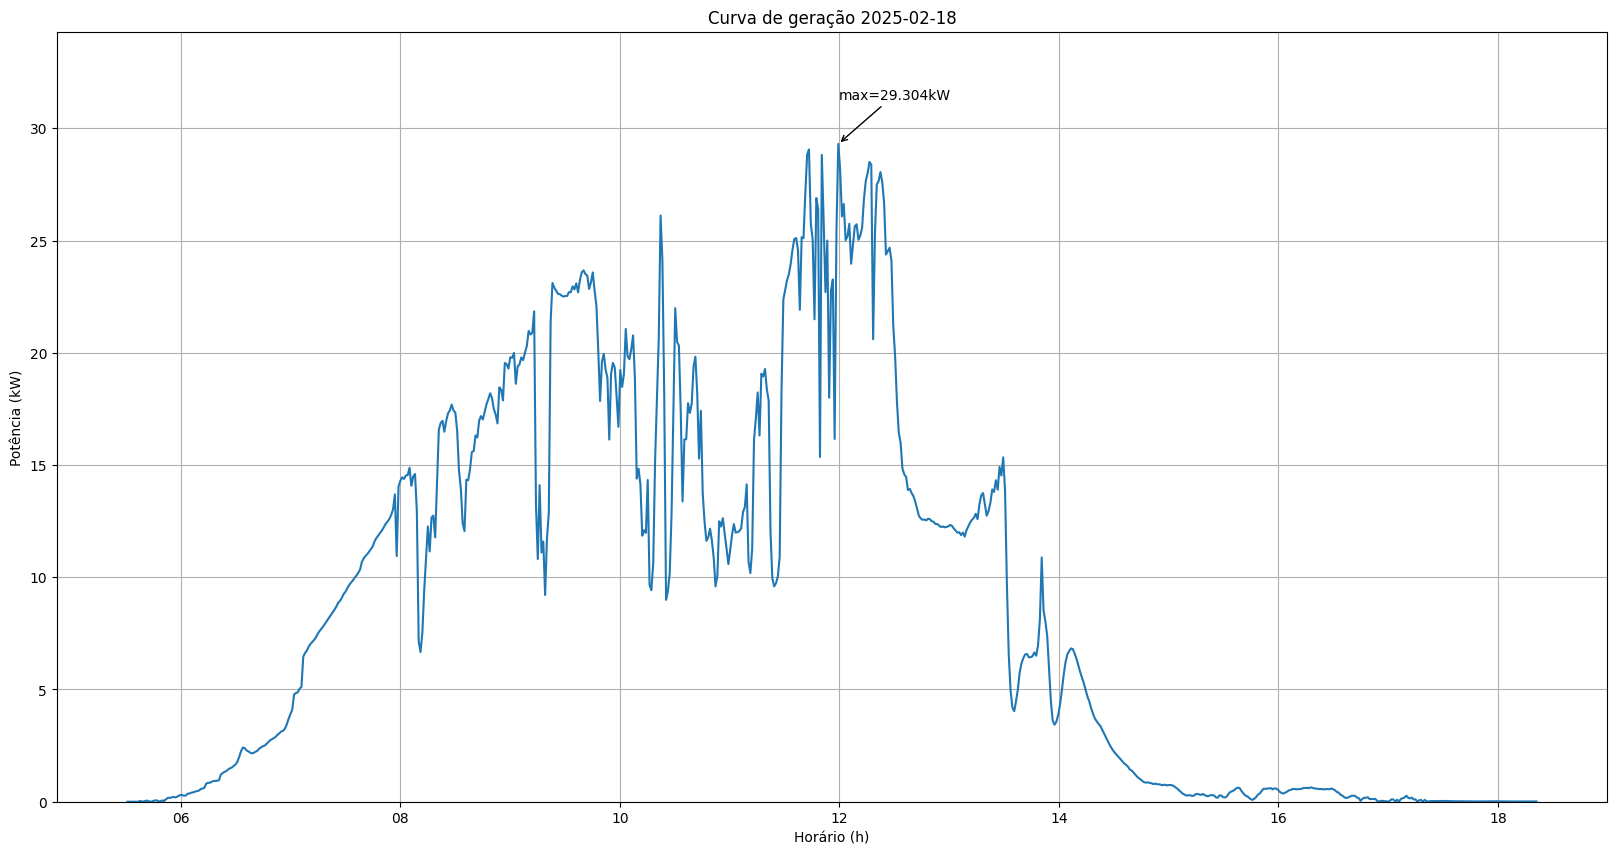 Curva de geração 2025-02-18
max=29.304kW
30
25
20
15
10
5
0
Potência (kW)
06 08 10 12 14 16 18
Horário (h)